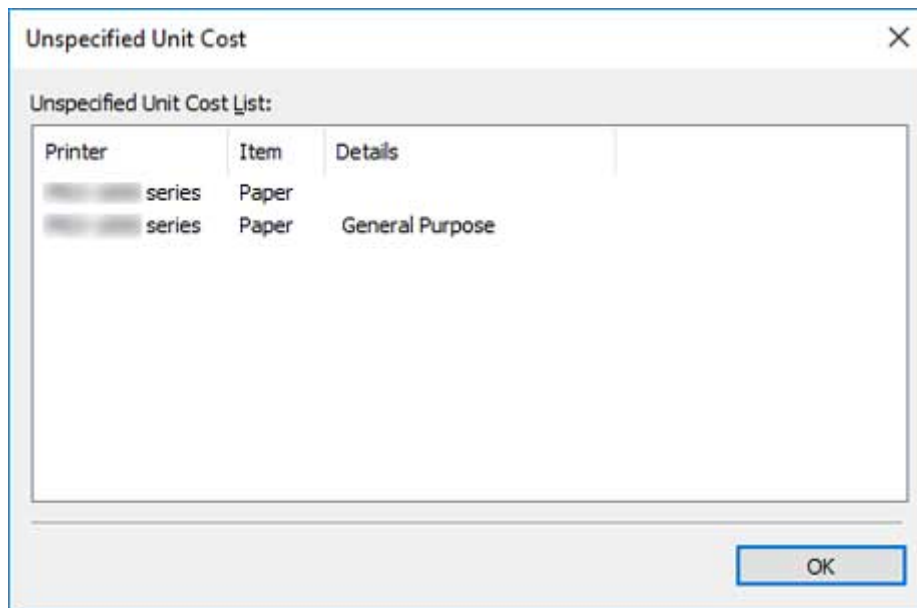 Unspecified Unit Cost
Unspecified Unit Cost List:
Printer Item Details
series Paper
series Paper General Purpose
OK